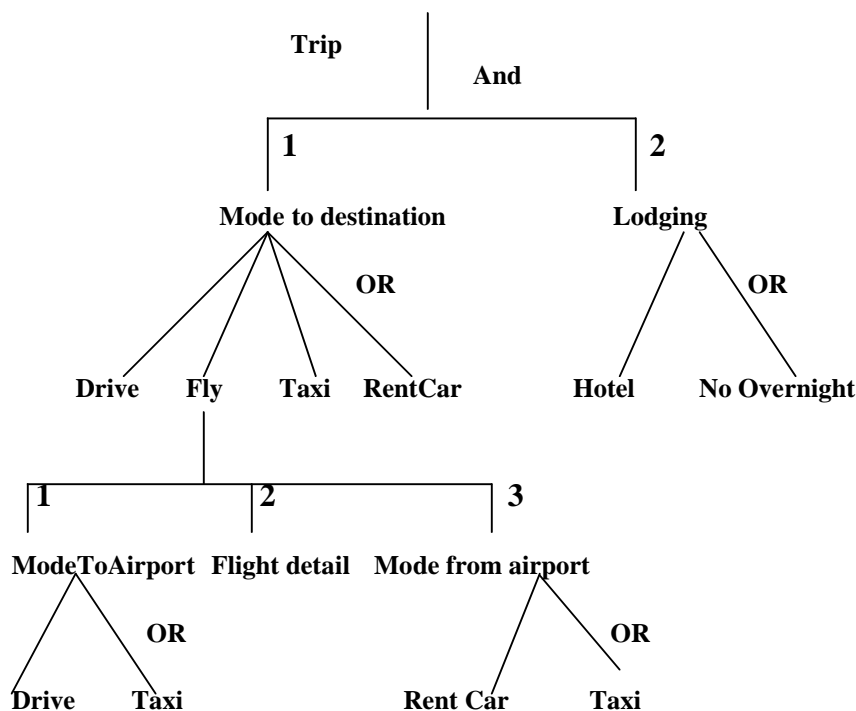 Trip
And
1 2
Mode to destination Lodging
OR OR
Drive Fly Taxi RentCar Hotel No Overnight
1 2 3
ModeToAirport Flight detail Mode from airport
OR OR
Drive Taxi Rent Car Taxi